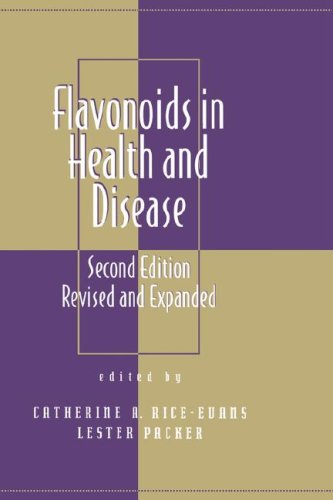 Flavonoids in
Health and
Disease
Second Edition
Revised and Expanded
edited by
CATHERINE A. RICE-EVANS
LESTER PACKER